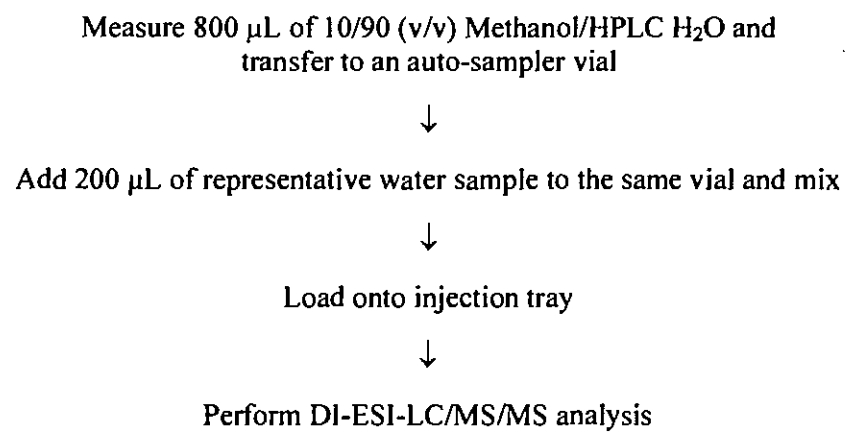 Measure 800 μL of 10/90 (v/v) Methanol/HPLC H₂O and
transfer to an auto-sampler vial
↓
Add 200 μL of representative water sample to the same vial and mix
↓
Load onto injection tray
↓
Perform DI-ESI-LC/MS/MS analysis